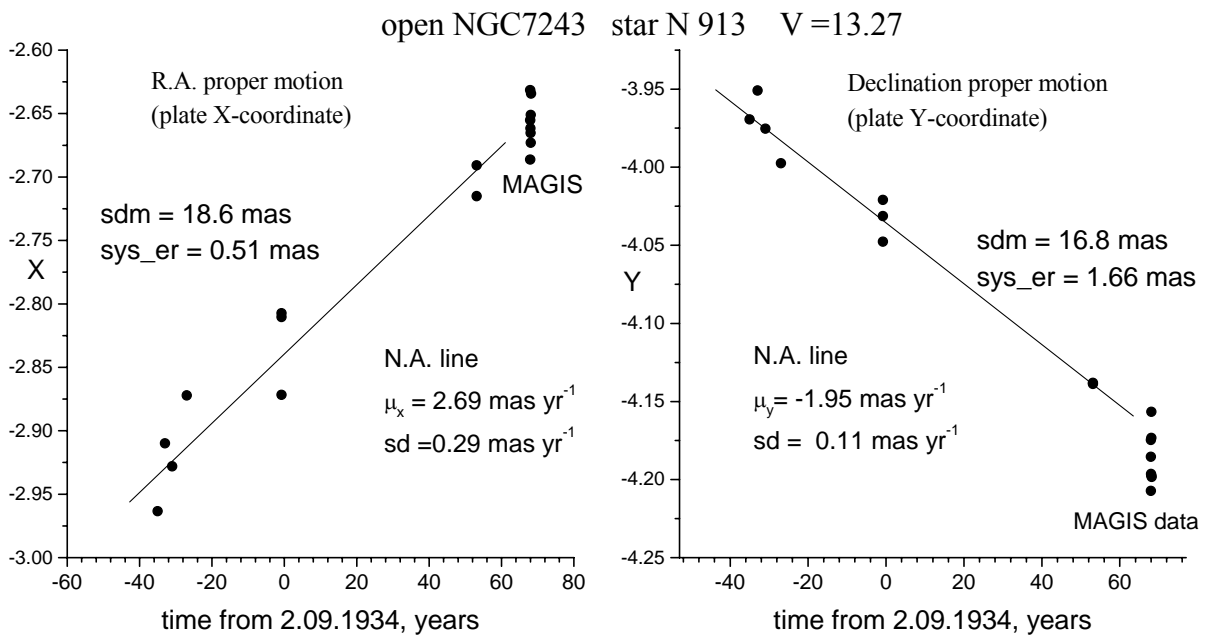 open NGC7243 star N 913 V =13.27
R.A. proper motion
(plate X-coordinate)
MAGIS
sdm = 18.6 mas
sys_er = 0.51 mas
N.A. line
μx = 2.69 mas yr-1
sd =0.29 mas yr-1
X
-2.60
-2.65
-2.70
-2.75
-2.80
-2.85
-2.90
-2.95
-3.00
-60 -40 -20 0 20 40 60 80
time from 2.09.1934, years
Declination proper motion
(plate Y-coordinate)
sdm = 16.8 mas
sys_er = 1.66 mas
N.A. line
μy= -1.95 mas yr-1
sd = 0.11 mas yr-1
MAGIS data
Y
-3.95
-4.00
-4.05
-4.10
-4.15
-4.20
-4.25
-40 -20 0 20 40 60
time from 2.09.1934, years